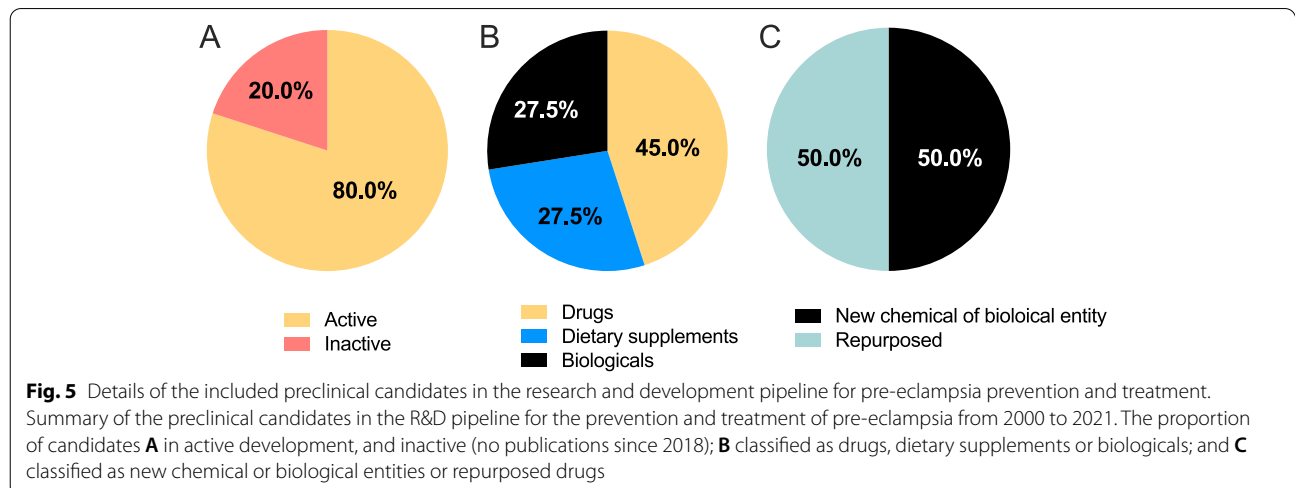 A
B
C
20.0%
80.0%
27.5%
45.0%
27.5%
50.0%
50.0%
Active
Inactive
Drugs
Dietary supplements
Biologicals
New chemical of bioloical entity
Repurposed
Fig. 5 Details of the included preclinical candidates in the research and development pipeline for pre-eclampsia prevention and treatment.
Summary of the preclinical candidates in the R&D pipeline for the prevention and treatment of pre-eclampsia from 2000 to 2021. The proportion
of candidates A in active development, and inactive (no publications since 2018); B classified as drugs, dietary supplements or biologicals; and C
classified as new chemical or biological entities or repurposed drugs